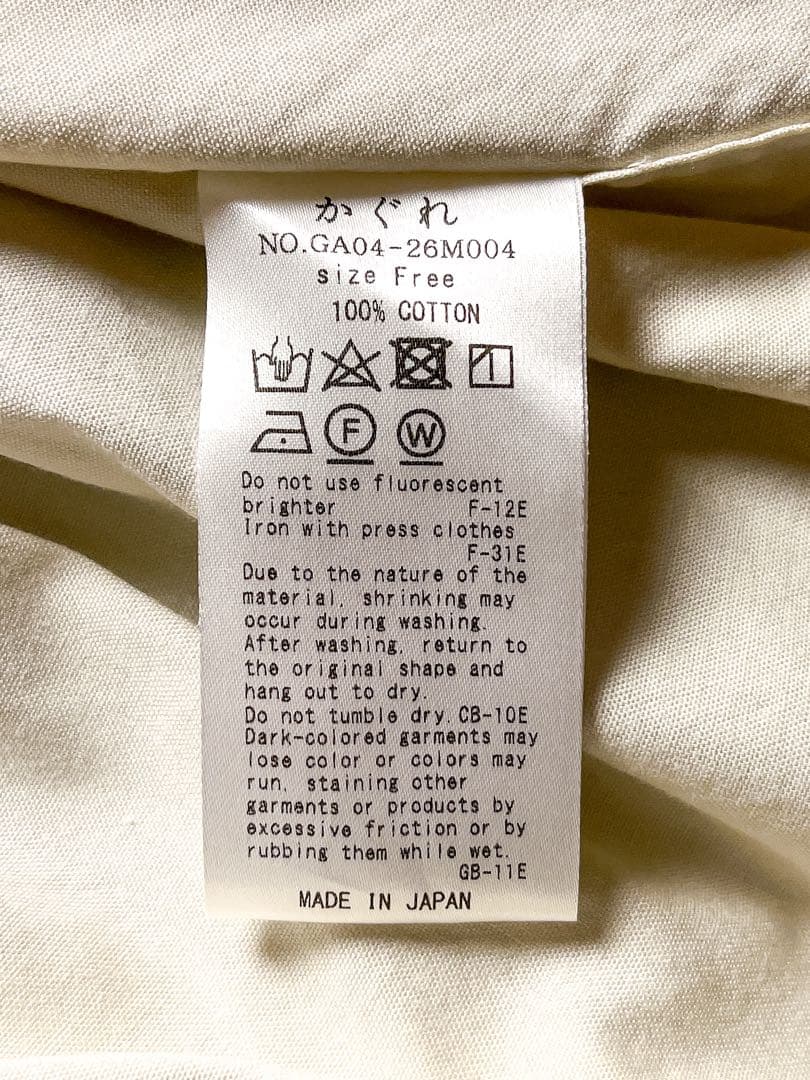 かぐれ
NO.GA04-26M004
size Free
100% COTTON
F W
Do not use fluorescent
brighter F-12E
Iron with press clothes
F-31E
Due to the nature of the
material, shrinking may
occur during washing.
After washing, return to
the original shape and
hang out to dry.
Do not tumble dry. CB-10E
Dark-colored garments may
lose color or colors may
run, staining other
garments or products by
excessive friction or by
rubbing them while wet.
GB-11E
MADE IN JAPAN